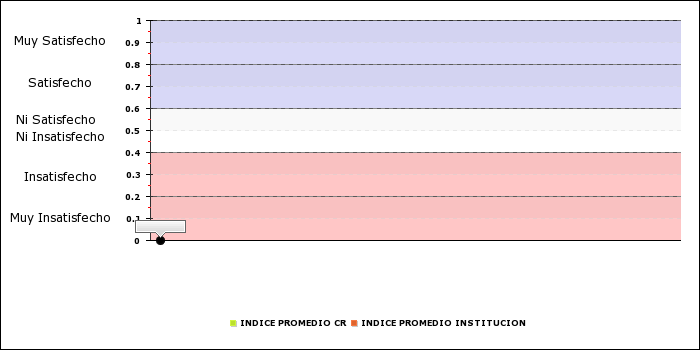 1
Muy Satisfecho
0.9
0.8
Satisfecho
0.7
0.6
Ni Satisfecho
0.5
Ni Insatisfecho
0.4
Insatisfecho
0.3
0.2
Muy Insatisfecho
0.1
0
INDICE PROMEDIO CR INDICE PROMEDIO INSTITUCION